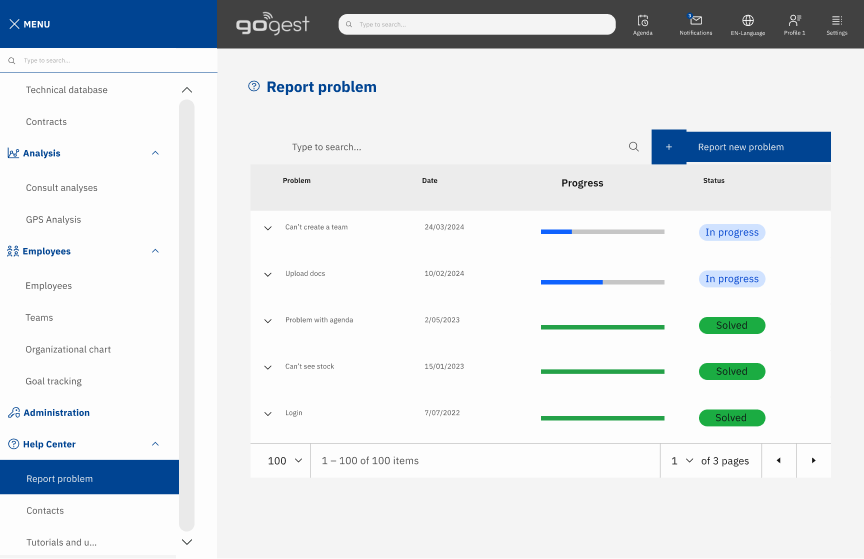 MENU
gogest
Type to search...
Agenda
1
Notifications
EN-Language
Profile 1
Settings
Type to search...
Technical database
Contracts
Analysis
Consult analyses
GPS Analysis
Employees
Employees
Teams
Organizational chart
Goal tracking
Administration
Help Center
Report problem
Contacts
Tutorials and u...
Report problem
Type to search...
+ Report new problem
Problem Date Progress Status
Can't create a team 24/03/2024 In progress
Upload docs 10/02/2024 In progress
Problem with agenda 2/05/2023 Solved
Can't see stock 15/01/2023 Solved
Login 7/07/2022 Solved
100 1 – 100 of 100 items 1 of 3 pages